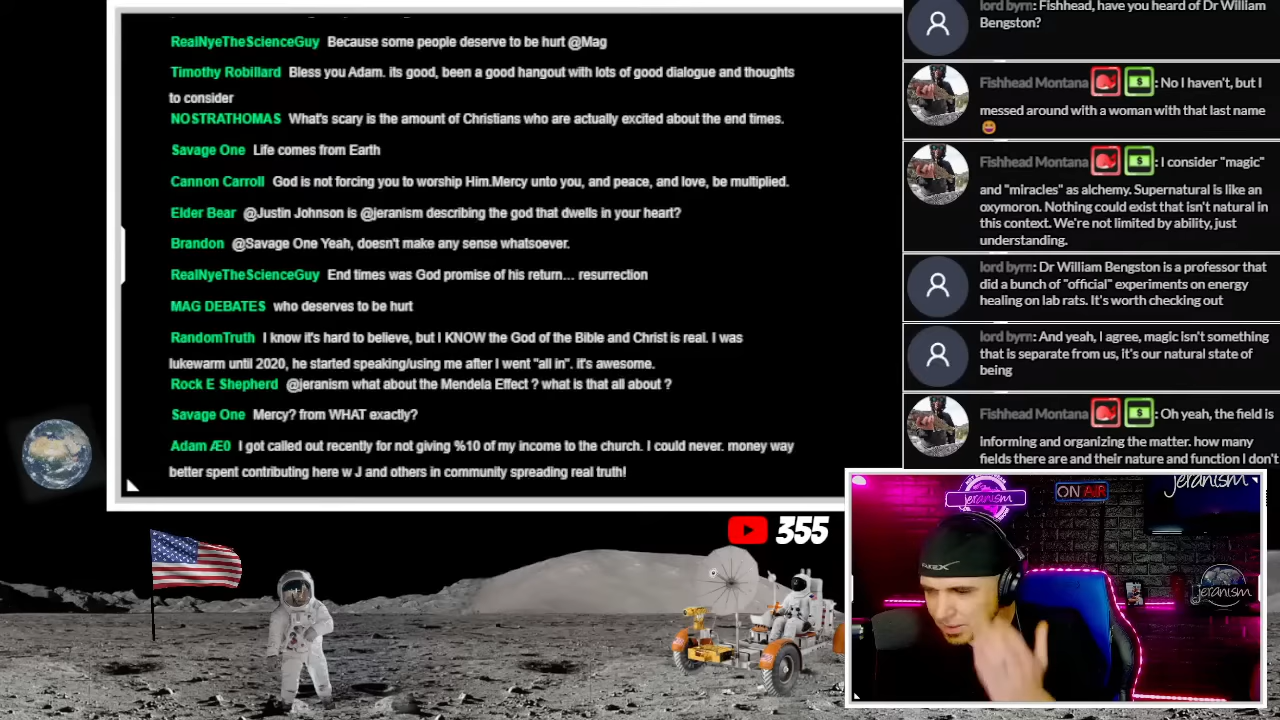 RealNyeTheScienceGuy Because some people deserve to be hurt @Mag
Timothy Robillard Bless you Adam. its good, been a good hangout with lots of good dialogue and thoughts
to consider
NOSTRATHOMAS What's scary is the amount of Christians who are actually excited about the end times.
Savage One Life comes from Earth
Cannon Carroll God is not forcing you to worship Him.Mercy unto you, and peace, and love, be multiplied.
Elder Bear @Justin Johnson is @jeranism describing the god that dwells in your heart?
Brandon @Savage One Yeah, doesn't make any sense whatsoever.
RealNyeTheScienceGuy End times was God promise of his return… resurrection
MAG DEBATES who deserves to be hurt
RandomTruth I know it's hard to believe, but I KNOW the God of the Bible and Christ is real. I was
lukewarm until 2020, he started speaking/using me after I went "all in". it's awesome.
Rock E Shepherd @jeranism what about the Mendela Effect ? what is that all about ?
Savage One Mercy? from WHAT exactly?
Adam ÆO I got called out recently for not giving %10 of my income to the church. I could never. money way
better spent contributing here w J and others in community spreading real truth!
lord byrn: Fishhead, have you heard of Dr William
Bengston?
Fishhead Montana : No I haven't, but I
messed around with a woman with that last name
Fishhead Montana : I consider "magic"
and "miracles" as alchemy. Supernatural is like an
oxymoron. Nothing could exist that isn't natural in
this context. We're not limited by ability, just
understanding.
lord byrn: Dr William Bengston is a professor that
did a bunch of "official" experiments on energy
healing on lab rats. It's worth checking out
lord byrn: And yeah, I agree, magic isn't something
that is separate from us, it's our natural state of
being
Fishhead Montana : Oh yeah, the field is
informing and organizing the matter. how many
fields there are and their nature and function I don't
355
jeranism
ON AIR
jeranism
jeranism